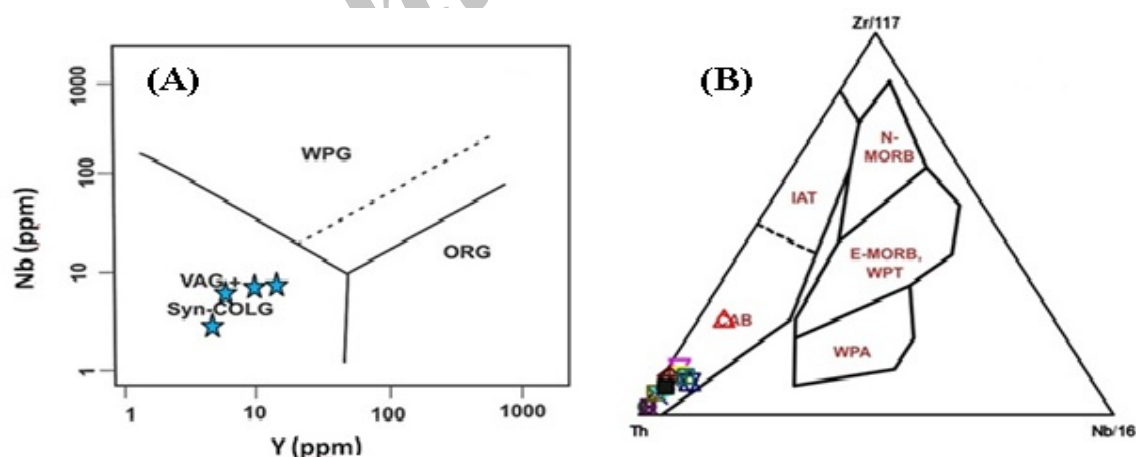 (A)
1000
100
10
1
Nb (ppm)
WPG
ORG
VAG +
Syn-COLG
1
10
100
1000
Y (ppm)
(B)
Zr/117
N-
MORB
IAT
E-MORB,
WPT
CAB
WPA
Th
Nb/16